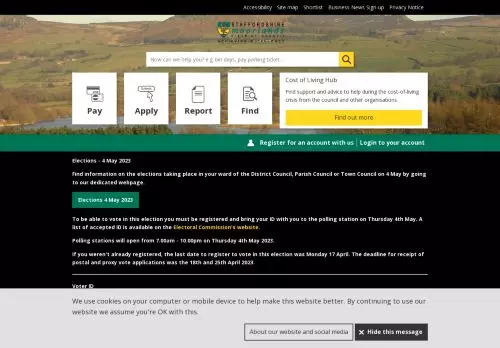 Accessibility Site map Shortlist Business News Sign up Privacy Notice
STAFFORDSHIRE
moorlands
DISTRICT COUNCIL
ACHIEVING EXCELLENCE
How can we help you? e.g. bin days, pay parking ticket...
Pay
Apply
Report
Find
Cost of Living Hub
Find support and advice to help during the cost-of-living
crisis from the council and other organisations.
Find out more
Register for an account with us | Login to your account
Elections - 4 May 2023
Find information on the elections taking place in your ward of the District Council, Parish Council or Town Council on 4 May by going
to our dedicated webpage.
Elections 4 May 2023
To be able to vote in this election you must be registered and bring your ID with you to the polling station on Thursday 4th May. A
list of accepted ID is available on the Electoral Commission's website.
Polling stations will open from 7.00am - 10.00pm on Thursday 4th May 2023.
If you weren't already registered, the last date to register to vote in this election was Monday 17 April. The deadline for receipt of
postal and proxy vote applications was the 18th and 25th April 2023.
Voter ID
We use cookies on your computer or mobile device to help make this website better. By continuing to use our
website we assume you're OK with this.
About our website and social media
✕ Hide this message